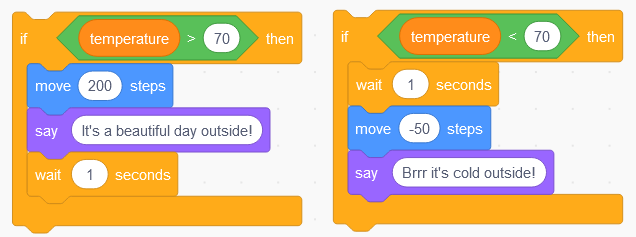 if temperature > 70 then
move 200 steps
say It's a beautiful day outside!
wait 1 seconds
if temperature < 70 then
wait 1 seconds
move -50 steps
say Brrr it's cold outside!